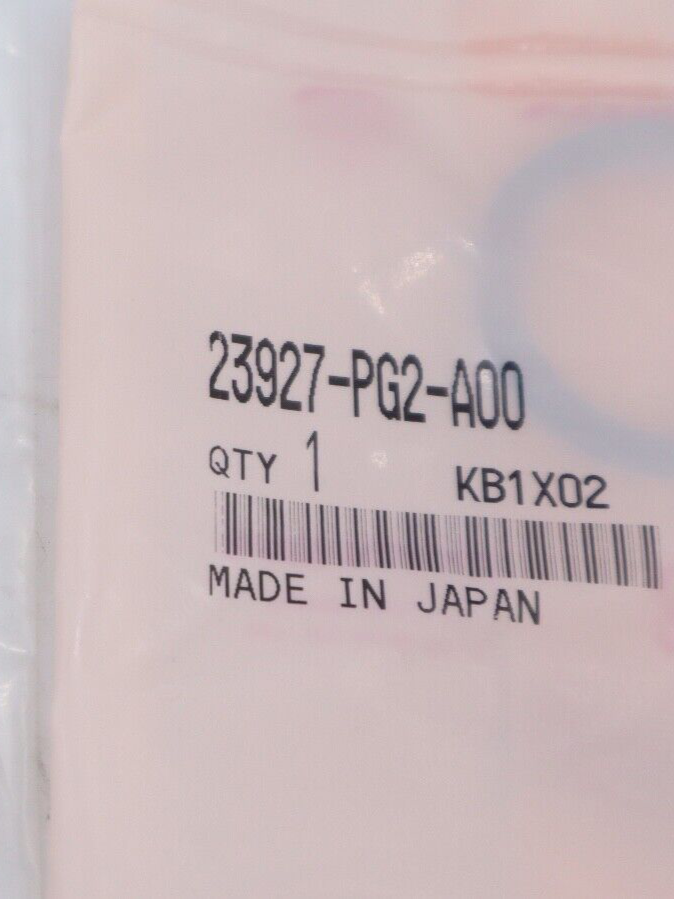 23927-PG2-A00
QTY 1 KB1X02
MADE IN JAPAN